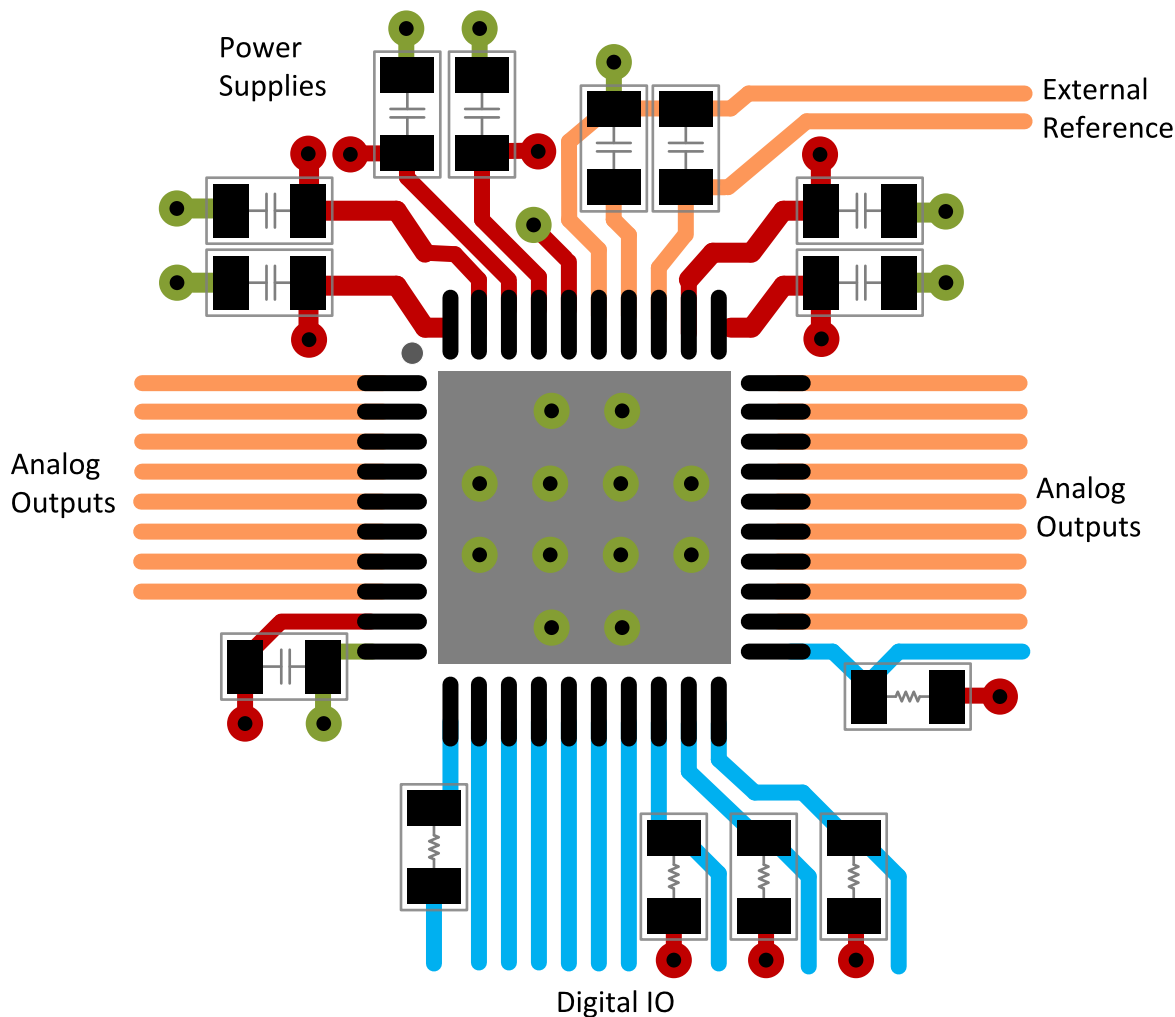 Power
Supplies
External
Reference
Analog
Outputs
Analog
Outputs
Digital IO